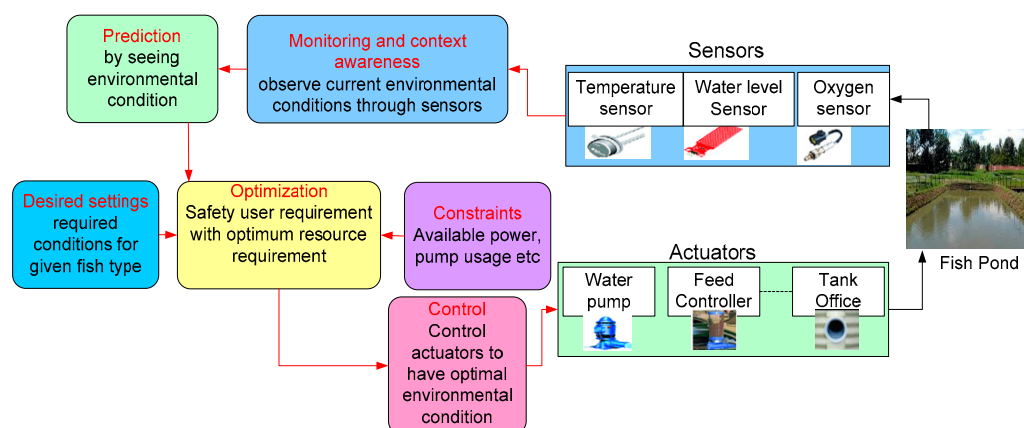 Prediction
by seeing
environmental
condition
Monitoring and context
awareness
observe current environmental
conditions through sensors
Sensors
Temperature
sensor
Water level
Sensor
Oxygen
sensor
Desired settings
required
conditions for
given fish type
Optimization
Safety user requirement
with optimum resource
requirement
Constraints
Available power,
pump usage etc
Control
Control
actuators to
have optimal
environmental
condition
Actuators
Water
pump
Feed
Controller
Tank
Office
Fish Pond